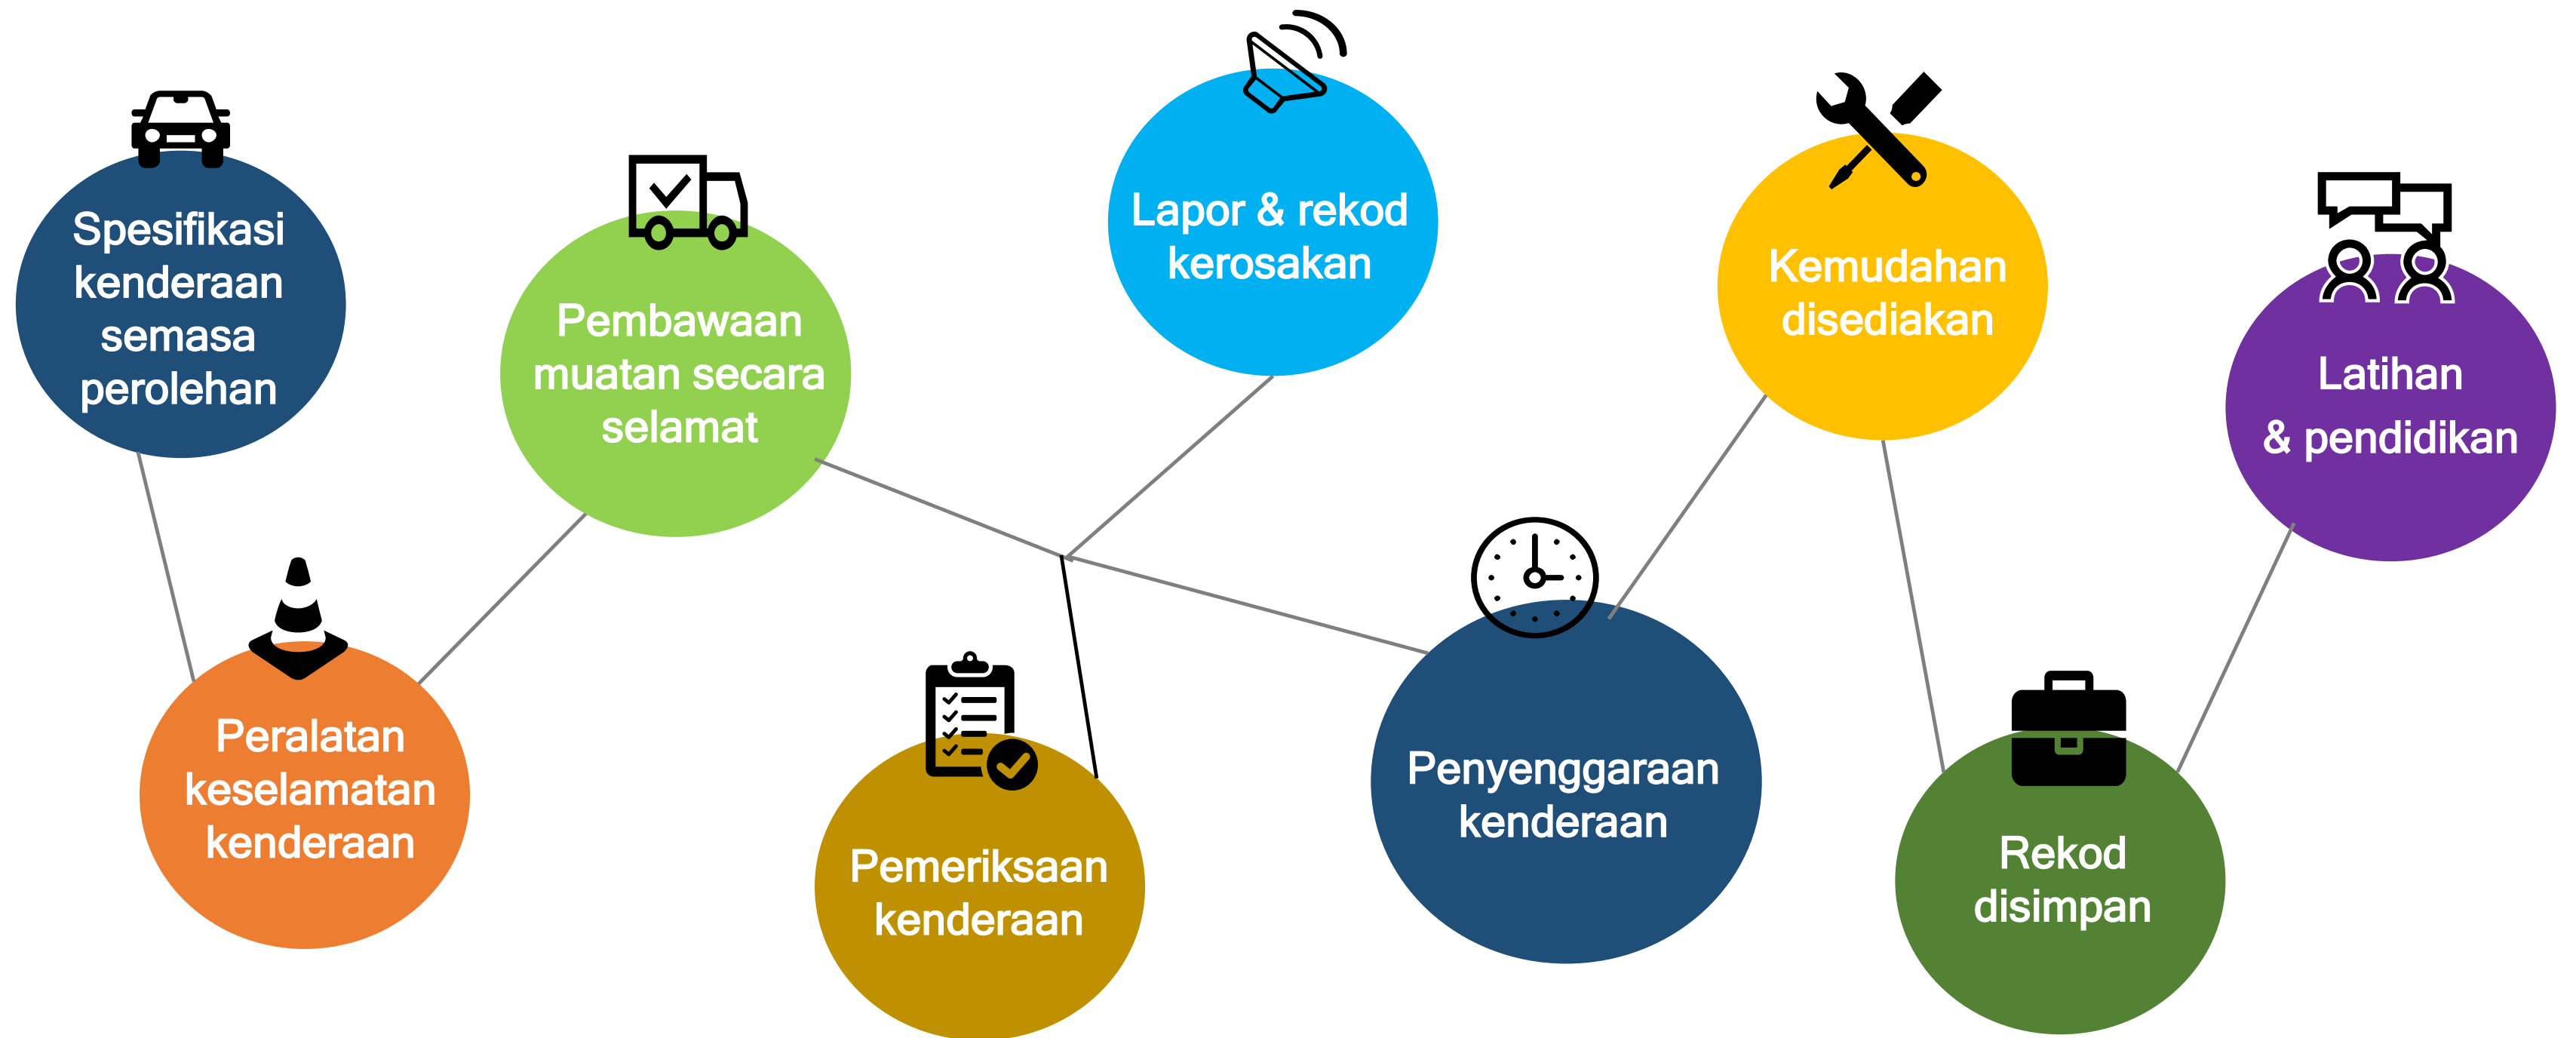 Spesifikasi
kenderaan
semasa
perolehan
Peralatan
keselamatan
kenderaan
Pembawaan
muatan secara
selamat
Pemeriksaan
kenderaan
Lapor & rekod
kerosakan
Penyenggaraan
kenderaan
Kemudahan
disediakan
Rekod
disimpan
Latihan
& pendidikan